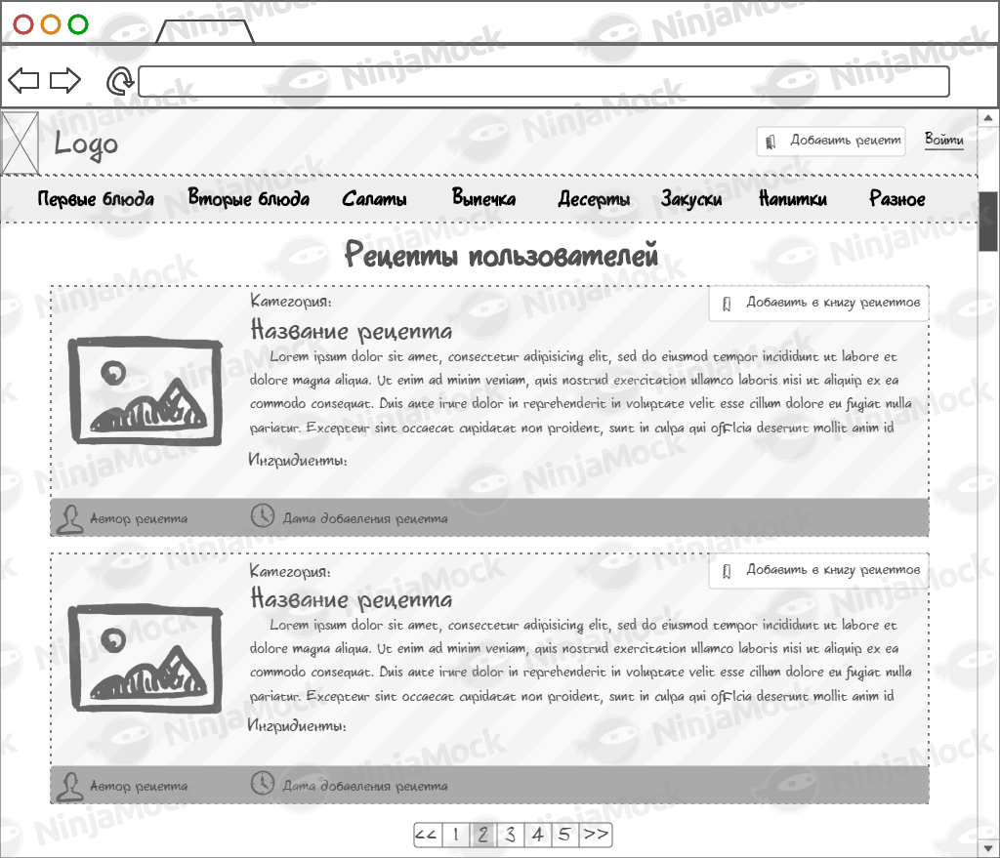 Logo
Добавить рецепт
Войти
Первые блюда Вторые блюда Салаты Выпечка Десерты Закуски Напитки Разное
Рецепты пользователей
Категория:
Добавить в книгу рецептов
Название рецепта
Lorem ipsum dolor sit amet, consectetur adipisicing elit, sed do eiusmod tempor incididunt ut labore et
dolore magna aliqua. Ut enim ad minim veniam, quis nostrud exercitation ullamco laboris nisi ut aliquip ex ea
commodo consequat. Duis aute irure dolor in reprehenderit in voluptate velit esse cillum dolore eu fugiat nulla
pariatur. Excepteur sint occaecat cupidatat non proident, sunt in culpa qui offlcia deserunt mollit anim id
Ингридиенты:
Автор рецепта
Дата добавления рецепта
Категория:
Добавить в книгу рецептов
Название рецепта
Lorem ipsum dolor sit amet, consectetur adipisicing elit, sed do eiusmod tempor incididunt ut labore et
dolore magna aliqua. Ut enim ad minim veniam, quis nostrud exercitation ullamco laboris nisi ut aliquip ex ea
commodo consequat. Duis aute irure dolor in reprehenderit in voluptate velit esse cillum dolore eu fugiat nulla
pariatur. Excepteur sint occaecat cupidatat non proident, sunt in culpa qui offlcia deserunt mollit anim id
Ингридиенты:
Автор рецепта
Дата добавления рецепта
<< 1 2 3 4 5 >>
NinjaMock